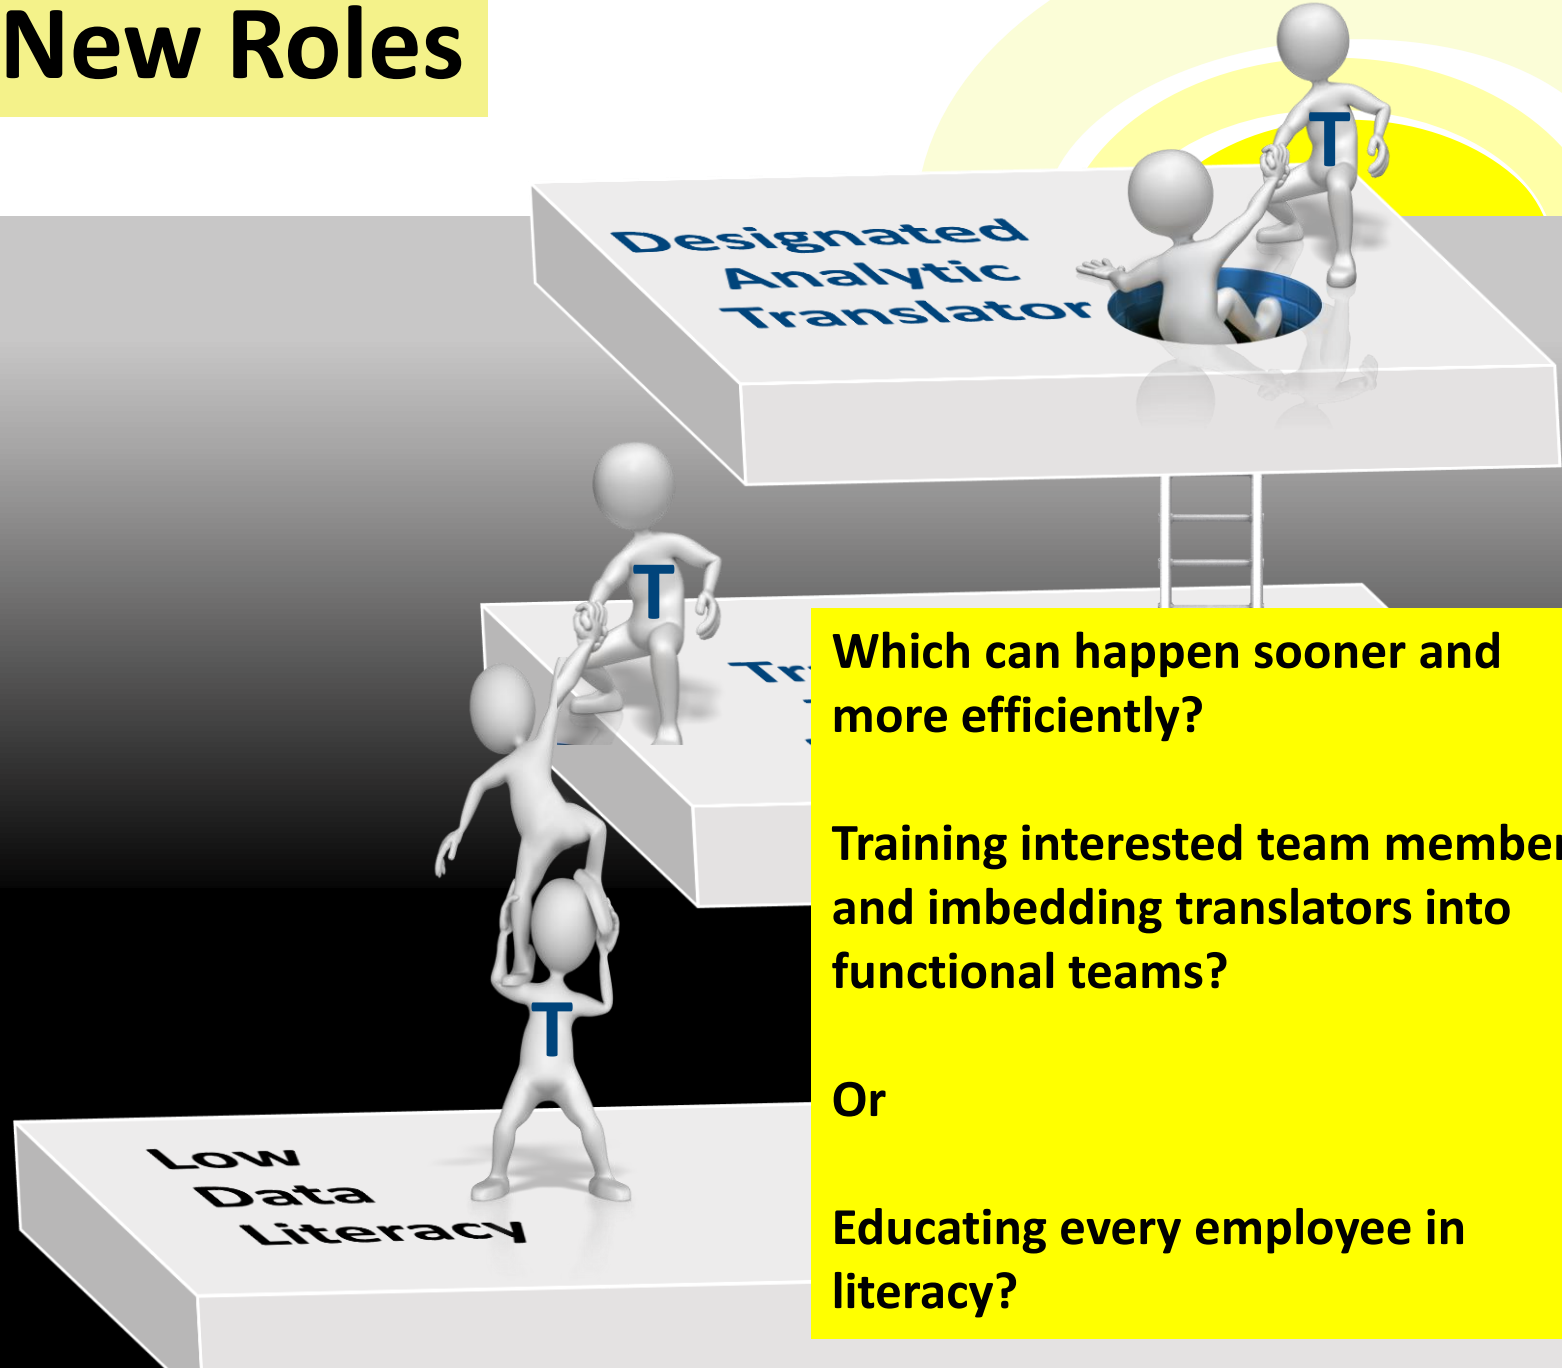 New Roles
T
Designated
Analytic
Translator
T
Which can happen sooner and
more efficiently?
Training interested team member
and imbedding translators into
functional teams?
Or
Educating every employee in
literacy?
T
Low
Data
Literacy